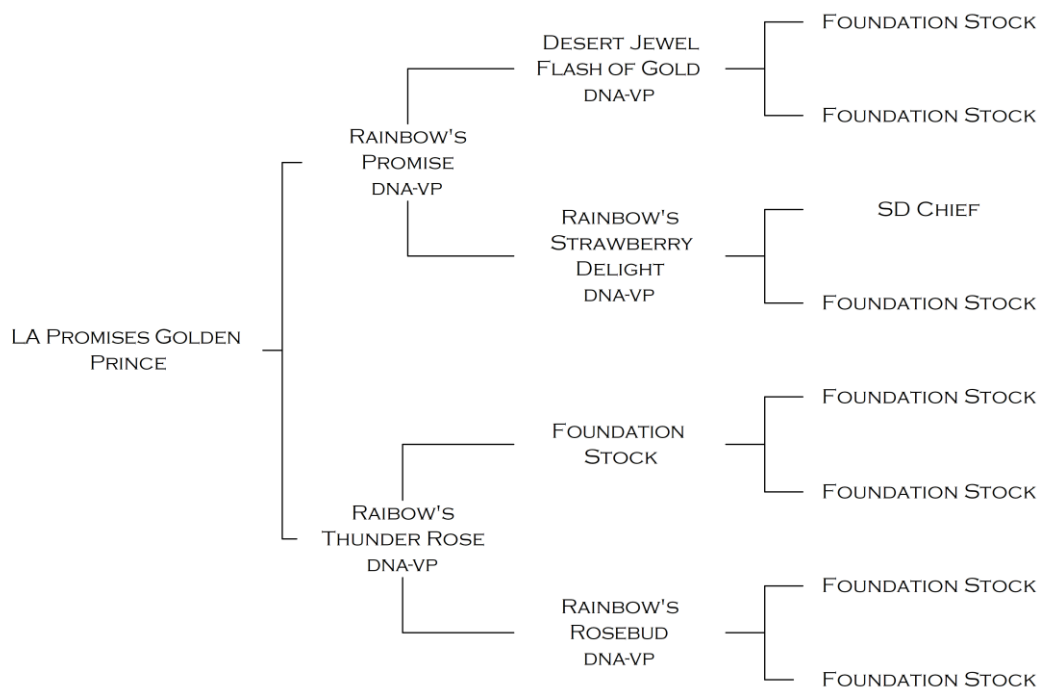 LA Promises Golden
Prince
Rainbow's
Promise
DNA-VP
Raibow's
Thunder Rose
DNA-VP
Desert Jewel
Flash of Gold
DNA-VP
Rainbow's
Strawberry
Delight
DNA-VP
Foundation
Stock
Rainbow's
Rosebud
DNA-VP
Foundation Stock
Foundation Stock
SD Chief
Foundation Stock
Foundation Stock
Foundation Stock
Foundation Stock
Foundation Stock